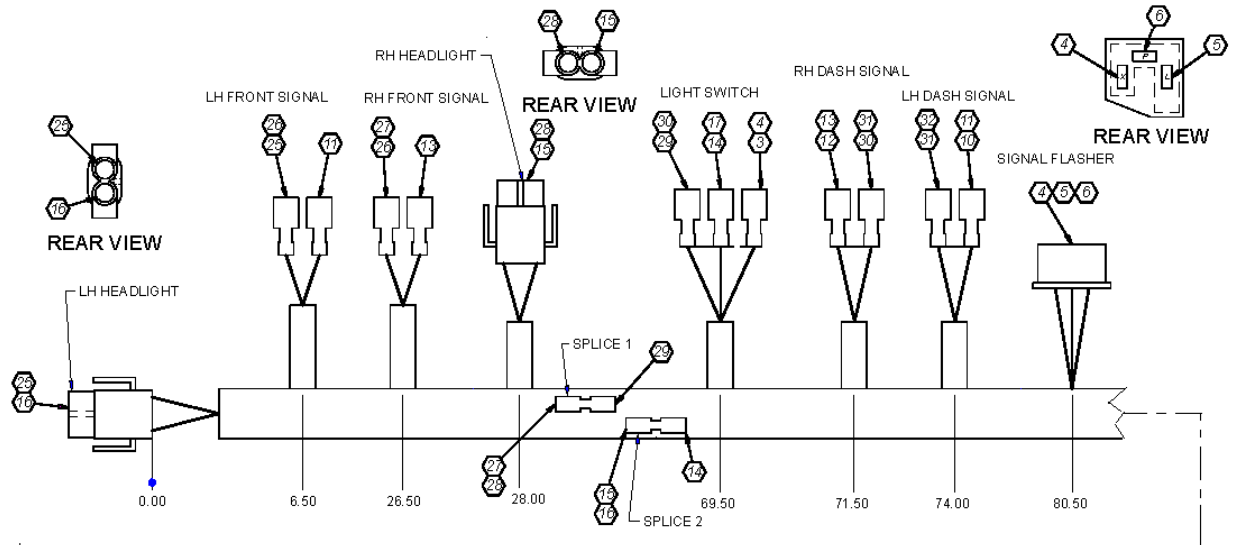 28 15
6
RH HEADLIGHT
4 5
REAR VIEW
RH DASH SIGNAL
LH FRONT SIGNAL
RH FRONT SIGNAL
LIGHT SWITCH
LH DASH SIGNAL
X P L
REAR VIEW
25
26 25 11
27 26 13
28 15
30 29 17 14 4 3
13 12 31 30
32 31 11 10
SIGNAL FLASHER
4 5 6
16
REAR VIEW
LH HEADLIGHT
25 16
SPLICE 1
29
27 28
14
15 16
SPLICE 2
0.00 6.50 26.50 28.00 69.50 71.50 74.00 80.50